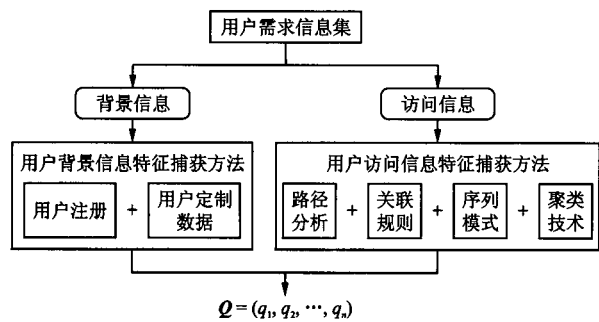 用户需求信息集
背景信息
访问信息
用户背景信息特征捕获方法
用户注册 + 用户定制
数据
用户访问信息特征捕获方法
路径 + 关联 + 序列 + 聚类
分析 规则 模式 技术
Q = (q₁, q₂, …, qₙ)